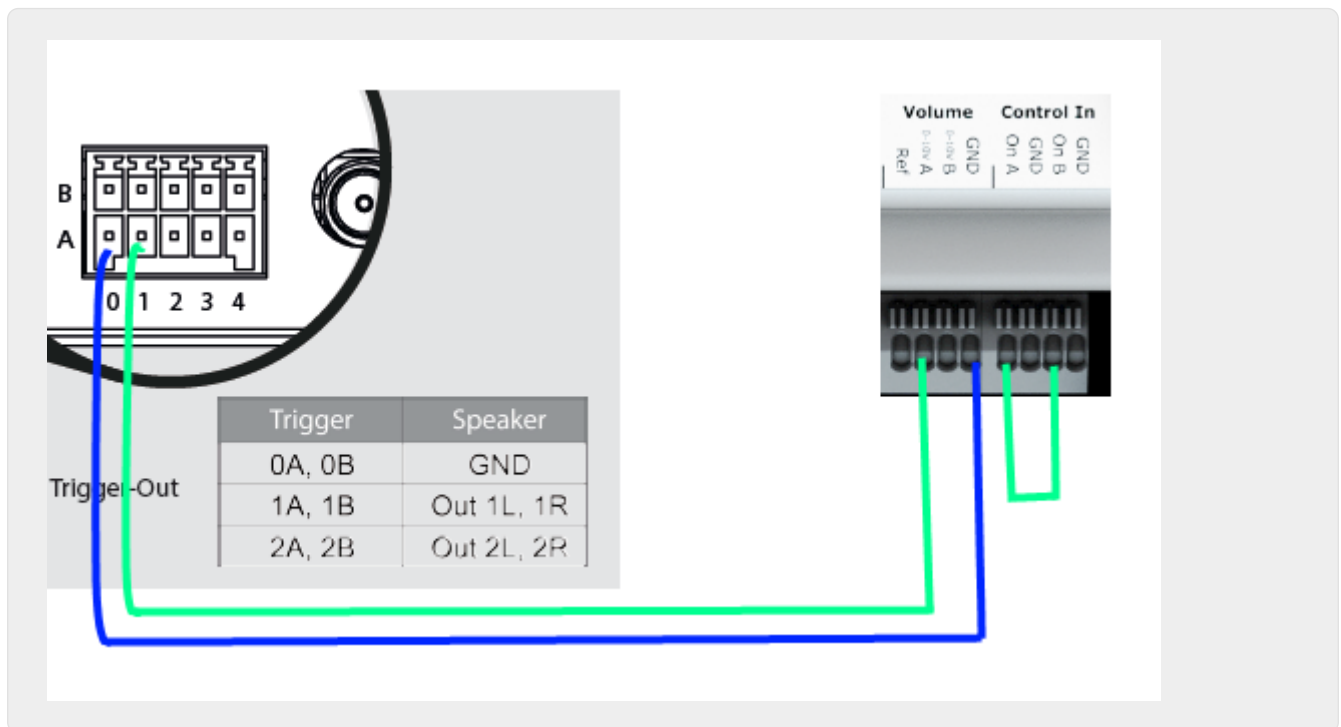 B
A
0 1 2 3 4
Trigger-Out
Trigger Speaker
0A, 0B GND
1A, 1B Out 1L, 1R
2A, 2B Out 2L, 2R
Volume Control In
Ref
0-10V A
0-10V B
GND
On A
GND
On B
GND